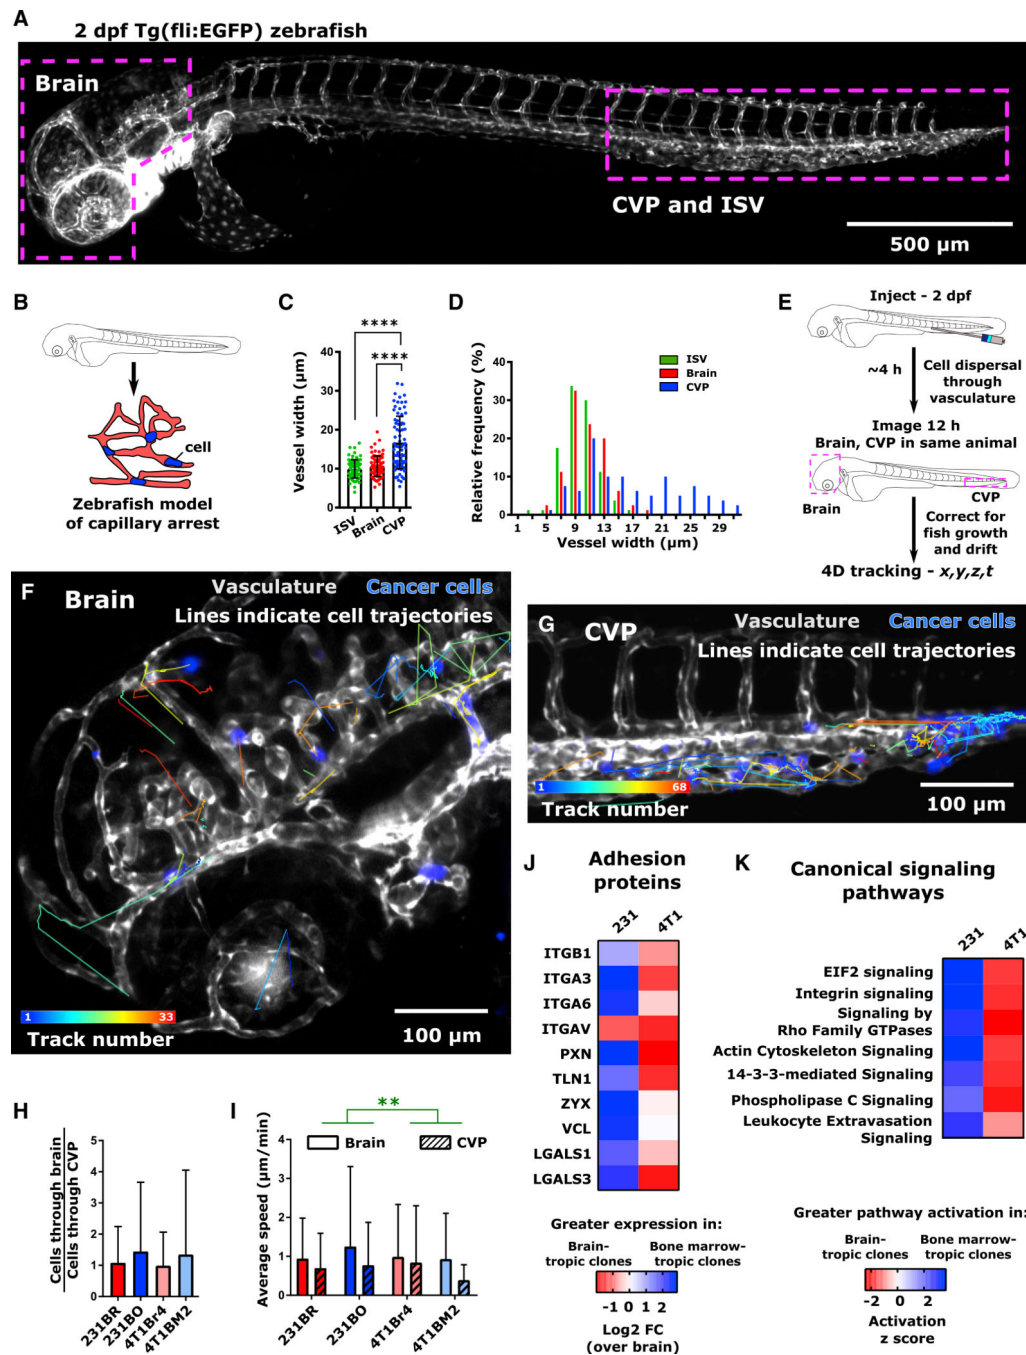 A
2 dpf Tg(fli:EGFP) zebrafish
Brain
CVP and ISV
500 µm
B
cell
Zebrafish model
of capillary arrest
C
****
****
Vessel width (µm)
40
30
20
10
0
ISV
Brain
CVP
D
Relative frequency (%)
40
30
20
10
0
ISV
Brain
CVP
1 5 9 13 17 21 25 29
Vessel width (µm)
E
Inject - 2 dpf
~4 h
Cell dispersal
through
vasculature
Image 12 h
Brain, CVP in same animal
Brain
CVP
Correct for
fish growth
and drift
4D tracking - x,y,z,t
F
Brain
Vasculature
Cancer cells
Lines indicate cell trajectories
1 33
Track number
100 µm
G
CVP
Vasculature
Cancer cells
Lines indicate cell trajectories
1 68
Track number
100 µm
H
Cells through brain
Cells through CVP
5
4
3
2
1
0
231BR
231BO
4T1Br4
4T1BM2
I
**
Brain
CVP
Average speed (µm/min)
4
3
2
1
0
231BR
231BO
4T1Br4
4T1BM2
J
Adhesion
proteins
231
4T1
ITGB1
ITGA3
ITGA6
ITGAV
PXN
TLN1
ZYX
VCL
LGALS1
LGALS3
Greater expression in:
Brain-
tropic clones
Bone marrow-
tropic clones
-1 0 1 2
Log2 FC
(over brain)
K
Canonical signaling
pathways
231
4T1
EIF2 signaling
Integrin signaling
Signaling by
Rho Family GTPases
Actin Cytoskeleton Signaling
14-3-3-mediated Signaling
Phospholipase C Signaling
Leukocyte Extravasation
Signaling
Greater pathway activation in:
Brain-
tropic clones
Bone marrow-
tropic clones
-2 0 2
Activation
z score